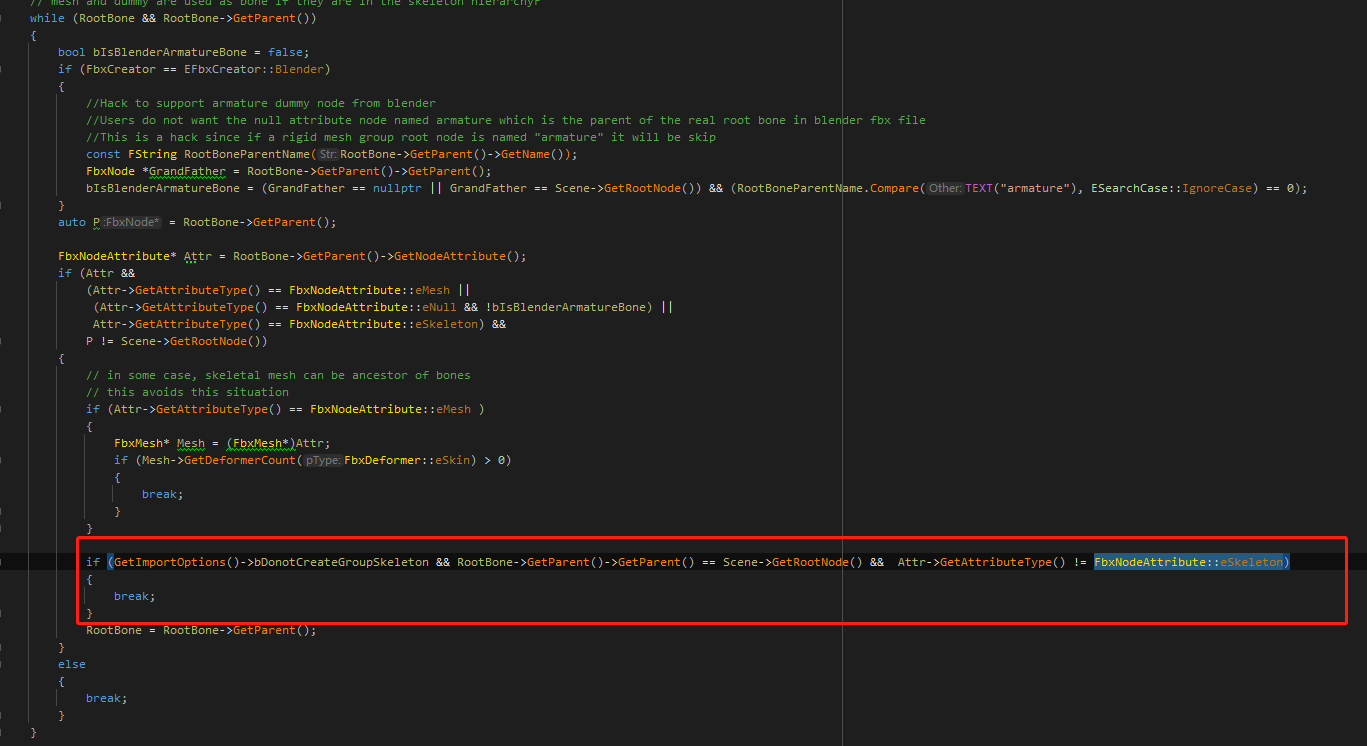 // mesh and dummy are used as bone if they are in the skeleton hierarchy
while (RootBone && RootBone->GetParent())
{
bool bIsBlenderArmatureBone = false;
if (FbxCreator == EFbxCreator::Blender)
{
//Hack to support armature dummy node from blender
//Users do not want the null attribute node named armature which is the parent of the real root bone in blender fbx file
//This is a hack since if a rigid mesh group root node is named "armature" it will be skip
const FString RootBoneParentName(Str:RootBone->GetParent()->GetName());
FbxNode *GrandFather = RootBone->GetParent()->GetParent();
bIsBlenderArmatureBone = (GrandFather == nullptr || GrandFather == Scene->GetRootNode()) && (RootBoneParentName.Compare(Other:TEXT("armature"), ESearchCase::IgnoreCase) == 0);
}
auto P:FbxNode* = RootBone->GetParent();
FbxNodeAttribute* Attr = RootBone->GetParent()->GetNodeAttribute();
if (Attr &&
(Attr->GetAttributeType() == FbxNodeAttribute::eMesh ||
(Attr->GetAttributeType() == FbxNodeAttribute::eNull && !bIsBlenderArmatureBone) ||
Attr->GetAttributeType() == FbxNodeAttribute::eSkeleton) &&
P != Scene->GetRootNode())
{
// in some case, skeletal mesh can be ancestor of bones
// this avoids this situation
if (Attr->GetAttributeType() == FbxNodeAttribute::eMesh )
{
FbxMesh* Mesh = (FbxMesh*)Attr;
if (Mesh->GetDeformerCount(pType:FbxDeformer::eSkin) > 0)
{
break;
}
}
if (GetImportOptions()->bDonotCreateGroupSkeleton && RootBone->GetParent()->GetParent() == Scene->GetRootNode() && Attr->GetAttributeType() != FbxNodeAttribute::eSkeleton)
{
break;
}
RootBone = RootBone->GetParent();
}
else
{
break;
}
}